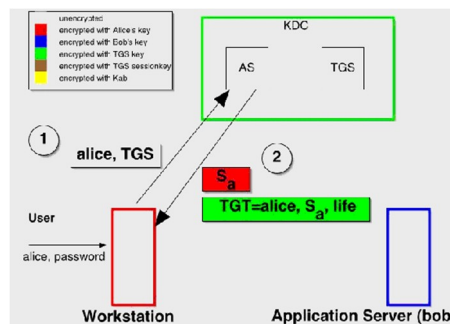 unencrypted
encrypted with Alice's key
encrypted with Bob's key
encrypted with TGS key
encrypted with TGS sessionkey
encrypted with Kab
KDC
AS
TGS
1
alice, TGS
2
Sa
TGT=alice, Sa, life
User
alice, password
Workstation
Application Server (bob